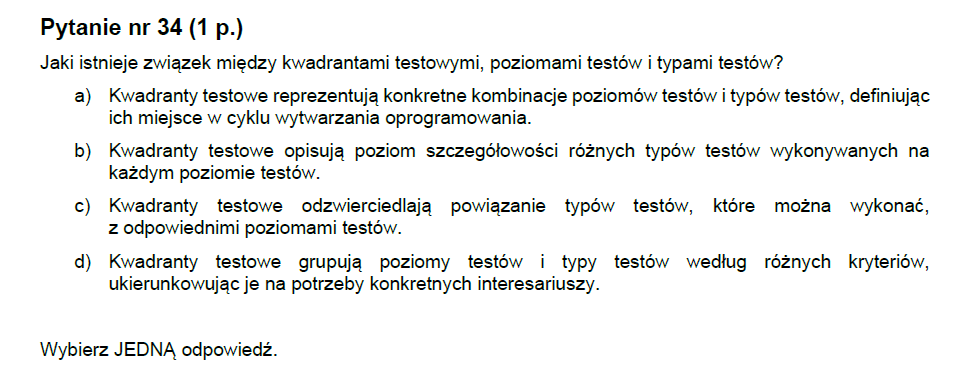 Pytanie nr 34 (1 p.)
Jaki istnieje związek między kwadrantami testowymi, poziomami testów i typami testów?
a) Kwadranty testowe reprezentują konkretne kombinacje poziomów testów i typów testów, definiując
ich miejsce w cyklu wytwarzania oprogramowania.
b) Kwadranty testowe opisują poziom szczegółowości różnych typów testów wykonywanych na
każdym poziomie testów.
c) Kwadranty testowe odzwierciedlają powiązanie typów testów, które można wykonać,
z odpowiednimi poziomami testów.
d) Kwadranty testowe grupują poziomy testów i typy testów według różnych kryteriów,
ukierunkowując je na potrzeby konkretnych interesariuszy.
Wybierz JEDNĄ odpowiedź.